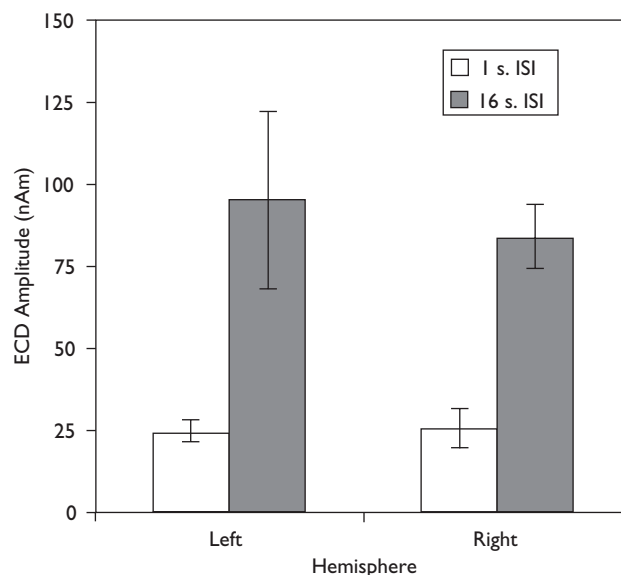 150
125
100
75
50
25
0
ECD Amplitude (nAm)
1 s. ISI
16 s. ISI
Left
Right
Hemisphere